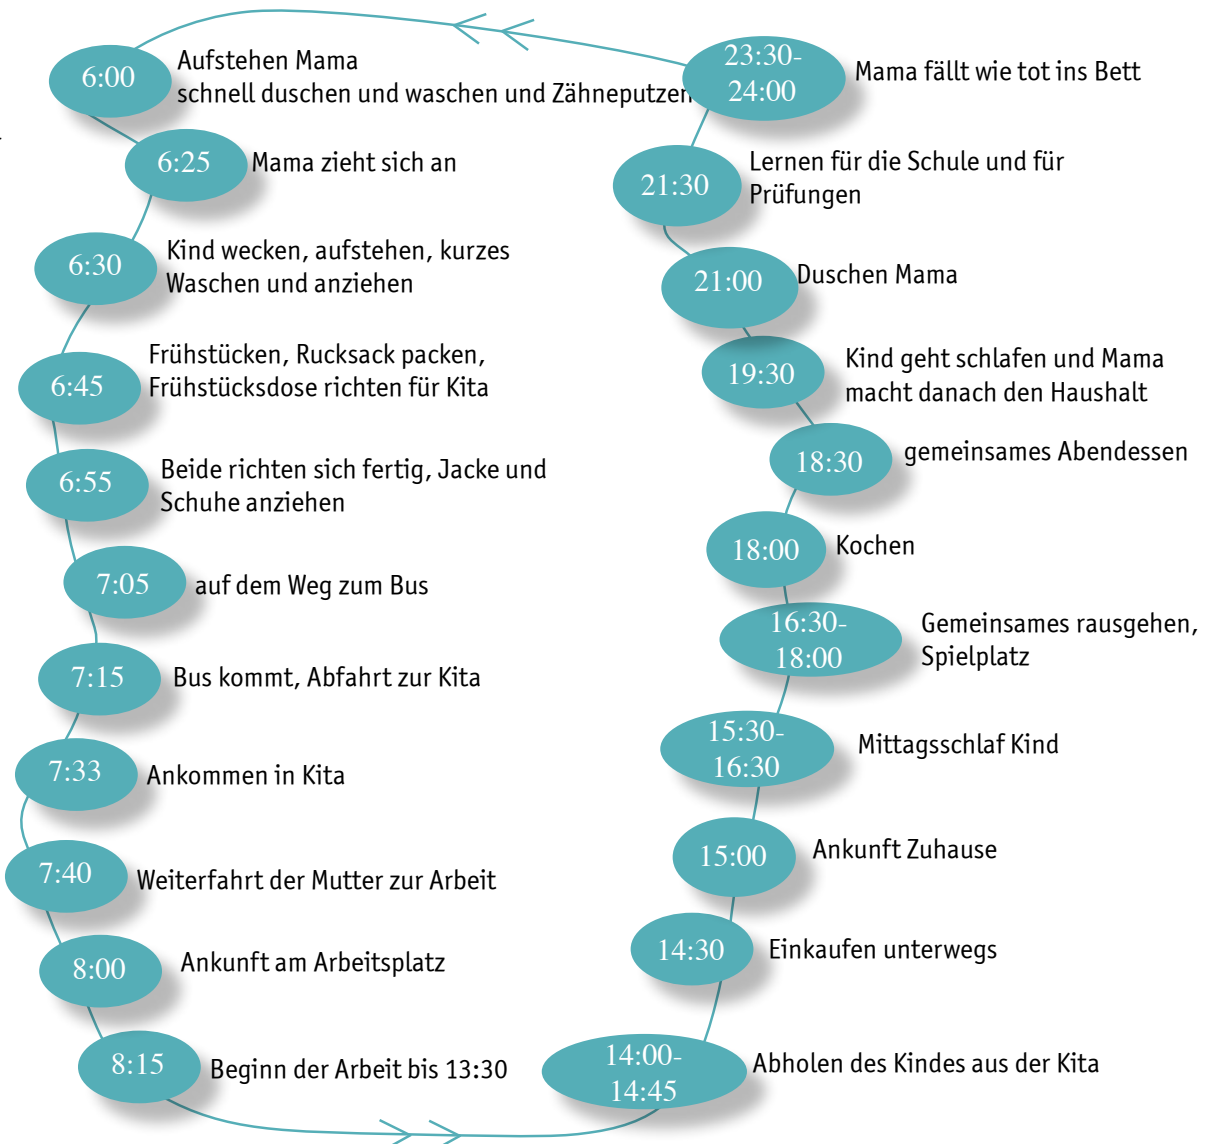 6:00
Aufstehen Mama
schnell duschen und waschen und Zähneputzen
6:25
Mama zieht sich an
6:30
Kind wecken, aufstehen, kurzes
Waschen und anziehen
6:45
Frühstücken, Rucksack packen,
Frühstücksdose richten für Kita
6:55
Beide richten sich fertig, Jacke und
Schuhe anziehen
7:05
auf dem Weg zum Bus
7:15
Bus kommt, Abfahrt zur Kita
7:33
Ankommen in Kita
7:40
Weiterfahrt der Mutter zur Arbeit
8:00
Ankunft am Arbeitsplatz
8:15
Beginn der Arbeit bis 13:30
14:00-
14:45
Abholen des Kindes aus der Kita
14:30
Einkaufen unterwegs
15:00
Ankunft Zuhause
15:30-
16:30
Mittagsschlaf Kind
16:30-
18:00
Gemeinsames rausgehen,
Spielplatz
18:00
Kochen
18:30
gemeinsames Abendessen
19:30
Kind geht schlafen und Mama
macht danach den Haushalt
21:00
Duschen Mama
21:30
Lernen für die Schule und für
Prüfungen
23:30-
24:00
Mama fällt wie tot ins Bett